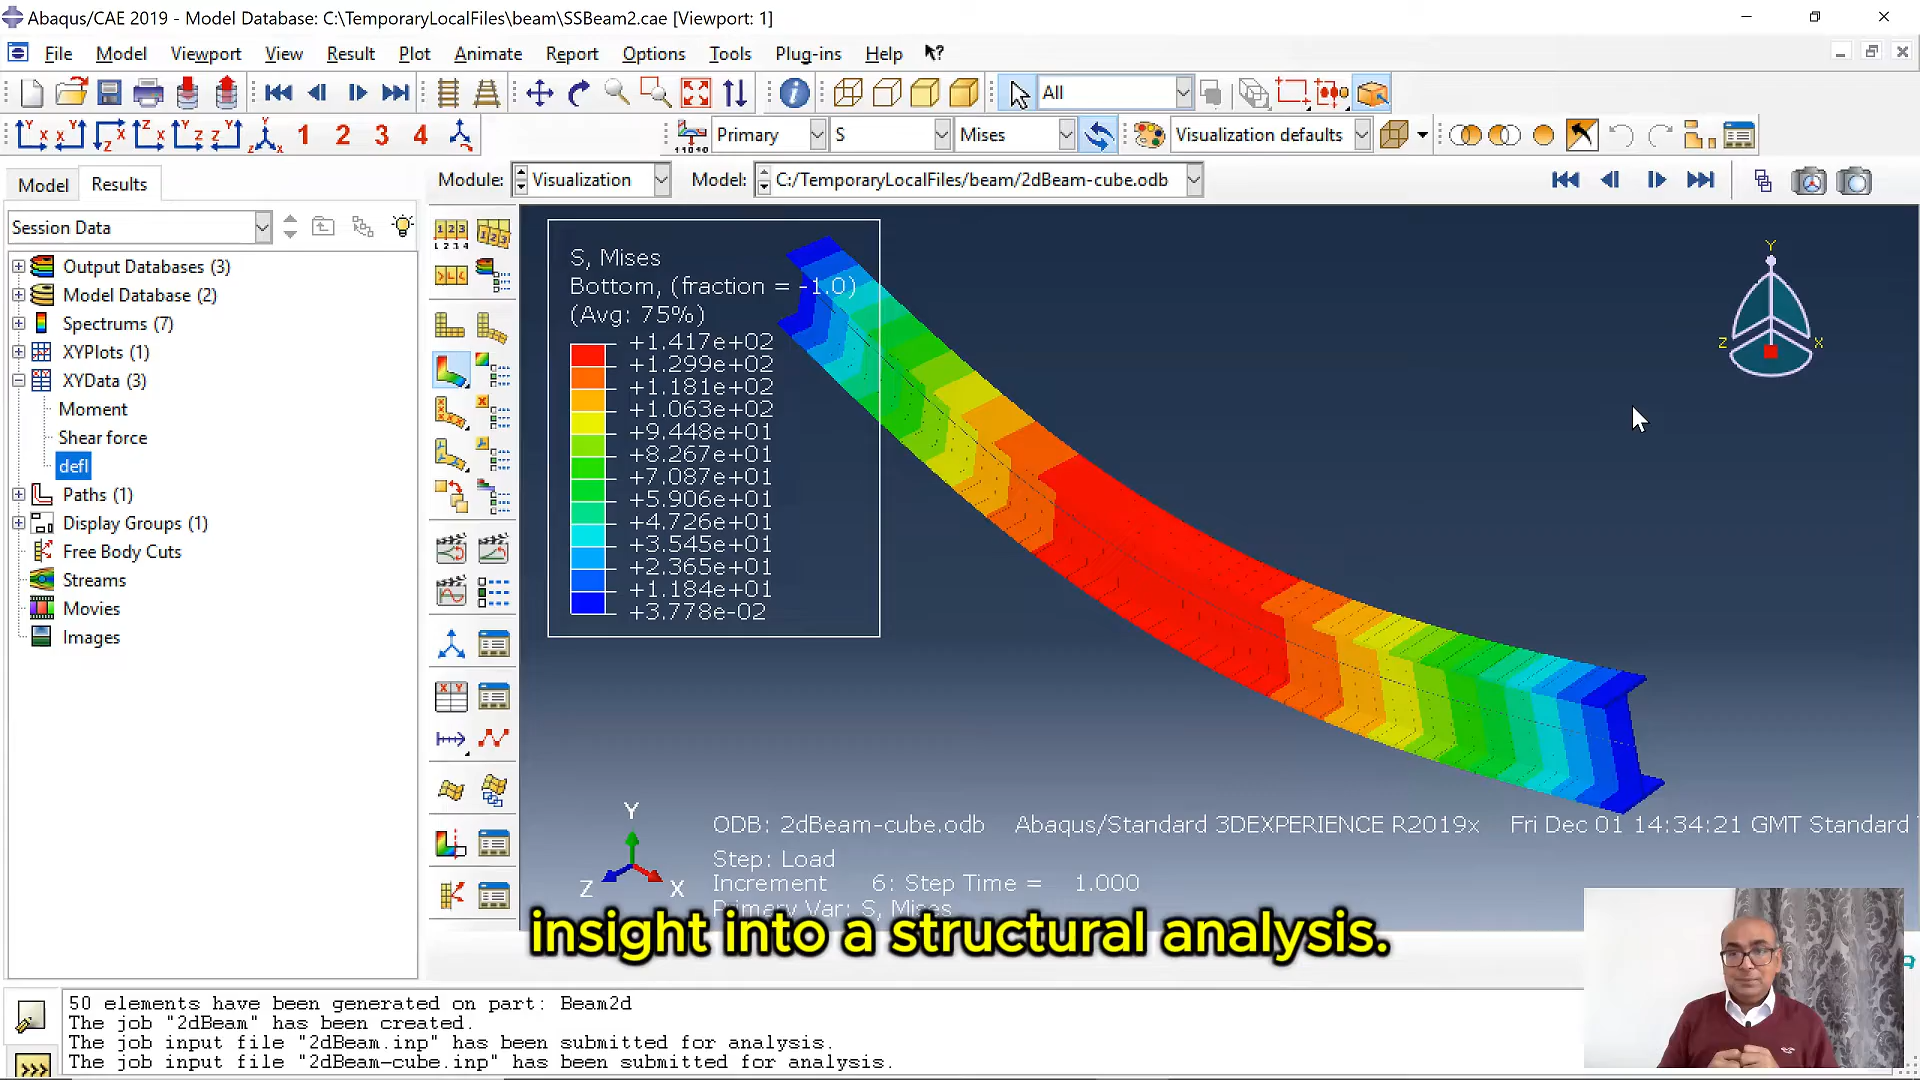 Abaqus/CAE 2019 - Model Database: C:\TemporaryLocalFiles\beam\SSBeam2.cae [Viewport: 1]
File Model Viewport View Result Plot Animate Report Options Tools Plug-ins Help
All
1 2 3 4 Primary S Mises Visualization defaults
Model Results Module: Visualization Model: C:/TemporaryLocalFiles/beam/2dBeam-cube.odb
Session Data
Output Databases (3)
Model Database (2)
Spectrums (7)
XYPlots (1)
XYData (3)
Moment
Shear force
defl
Paths (1)
Display Groups (1)
Free Body Cuts
Streams
Movies
Images
S, Mises
Bottom, (fraction = -1.0)
(Avg: 75%)
+1.417e+02
+1.299e+02
+1.181e+02
+1.063e+02
+9.448e+01
+8.267e+01
+7.087e+01
+5.906e+01
+4.726e+01
+3.545e+01
+2.365e+01
+1.184e+01
+3.778e-02
Y
Z X
Y
Z X
ODB: 2dBeam-cube.odb Abaqus/Standard 3DEXPERIENCE R2019x Fri Dec 01 14:34:21 GMT Standard
Step: Load
Increment 6: Step Time = 1.000
Primary Var: S, Mises
insight into a structural analysis.
50 elements have been generated on part: Beam2d
The job "2dBeam" has been created.
The job input file "2dBeam.inp" has been submitted for analysis.
The job input file "2dBeam-cube.inp" has been submitted for analysis.